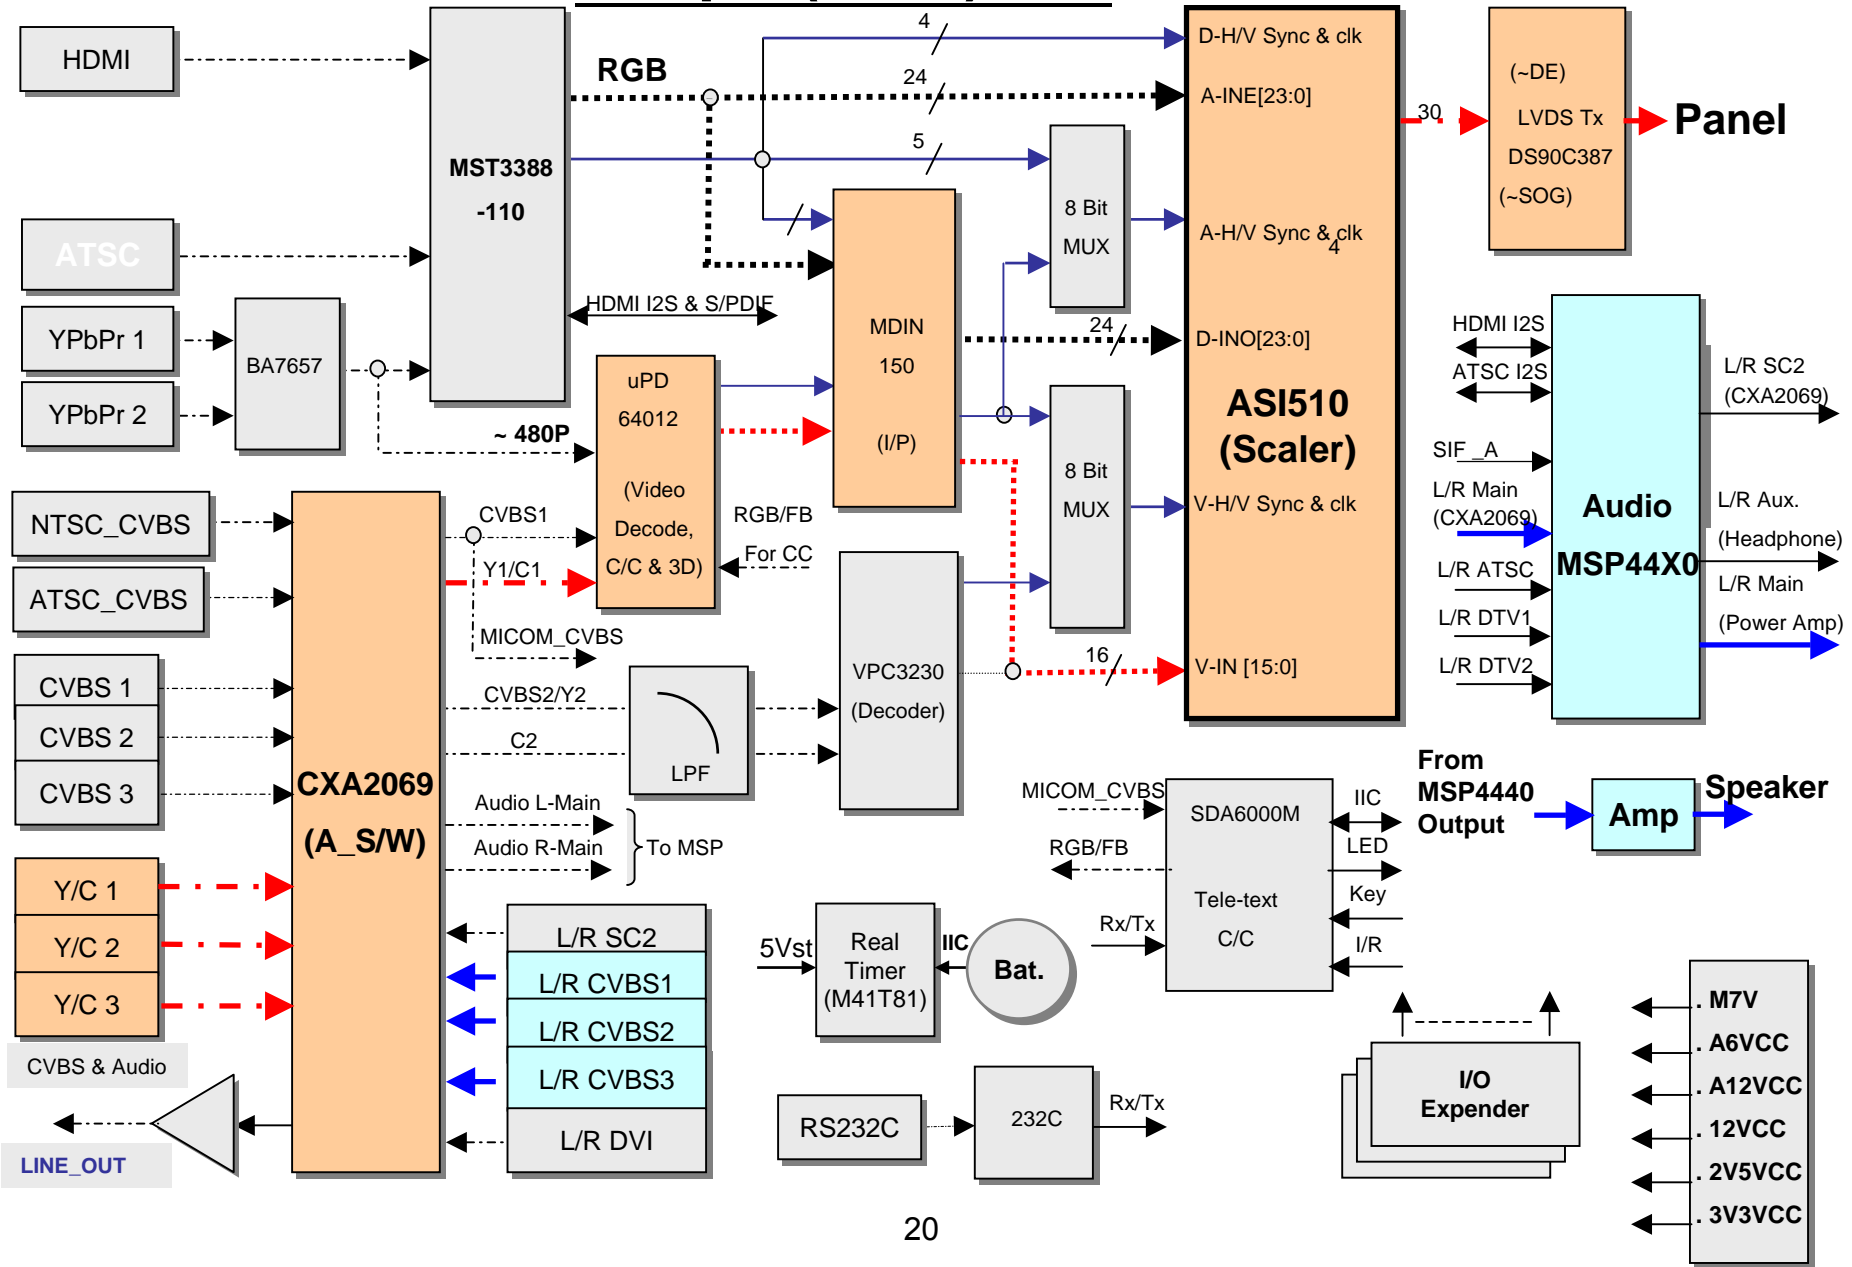 HDMI
ATSC
YPbPr 1
YPbPr 2
BA7657
MST3388
-110
RGB
4
24
5
HDMI I2S & S/PDIF
~ 480P
uPD
64012
(Video
Decode,
C/C & 3D)
RGB/FB
For CC
MDIN
150
(I/P)
8 Bit
MUX
8 Bit
MUX
24
16
D-H/V Sync & clk
A-INE[23:0]
A-H/V Sync & clk
4
D-INO[23:0]
ASI510
(Scaler)
V-H/V Sync & clk
V-IN [15:0]
30
(~DE)
LVDS Tx
DS90C387
(~SOG)
Panel
HDMI I2S
ATSC I2S
SIF _A
L/R Main
(CXA2069)
L/R ATSC
L/R DTV1
L/R DTV2
Audio
MSP44X0
L/R SC2
(CXA2069)
L/R Aux.
(Headphone)
L/R Main
(Power Amp)
NTSC_CVBS
ATSC_CVBS
CVBS 1
CVBS 2
CVBS 3
Y/C 1
Y/C 2
Y/C 3
CVBS & Audio
LINE_OUT
CXA2069
(A_S/W)
CVBS1
Y1/C1
MICOM_CVBS
CVBS2/Y2
C2
LPF
VPC3230
(Decoder)
Audio L-Main
Audio R-Main
To MSP
L/R SC2
L/R CVBS1
L/R CVBS2
L/R CVBS3
L/R DVI
5Vst
Real
Timer
(M41T81)
IIC
Bat.
RS232C
232C
Rx/Tx
MICOM_CVBS
RGB/FB
Rx/Tx
SDA6000M
Tele-text
C/C
IIC
LED
Key
I/R
From
MSP4440
Output
Amp
Speaker
I/O
Expender
. M7V
. A6VCC
. A12VCC
. 12VCC
. 2V5VCC
. 3V3VCC
20